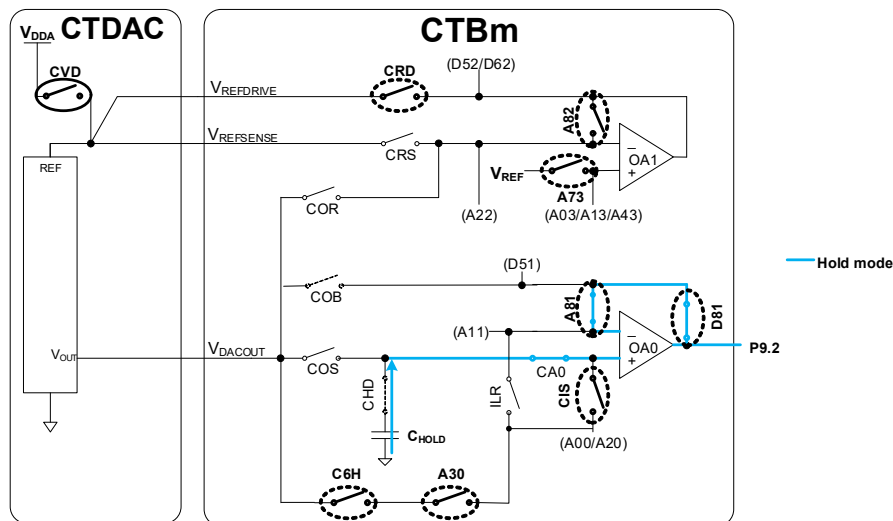 CTDAC
CTBm
VDDA
CVD
CRD
(D52/D62)
VREFDRIVE
A82
VREFSENSE
CRS
REF
VREF
A73
−
+
OA1
COR
(A22)
(A03/A13/A43)
Hold mode
(D51)
COB
A81
D81
(A11)
−
+
OA0
P9.2
VOUT
VDACOUT
COS
CHD
CA0
ILR
CIS
CHOLD
(A00/A20)
C6H
A30